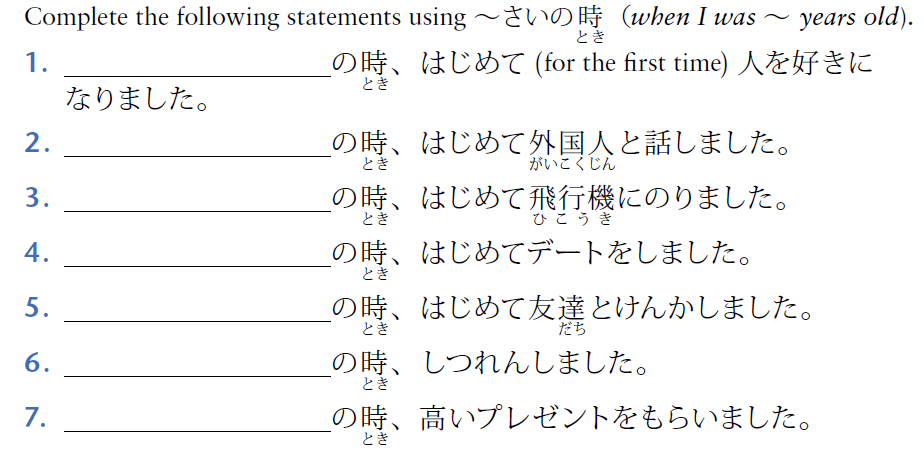 Complete the following statements using ～さいの時 (when I was ～ years old).
とき
1. ____________________の時、はじめて (for the first time) 人を好きに
とき
なりました。
2. ____________________の時、はじめて外国人と話しました。
とき がいこくじん
3. ____________________の時、はじめて飛行機にのりました。
とき ひこうき
4. ____________________の時、はじめてデートをしました。
とき
5. ____________________の時、はじめて友達とけんかしました。
とき だち
6. ____________________の時、しつれんしました。
とき
7. ____________________の時、高いプレゼントをもらいました。
とき